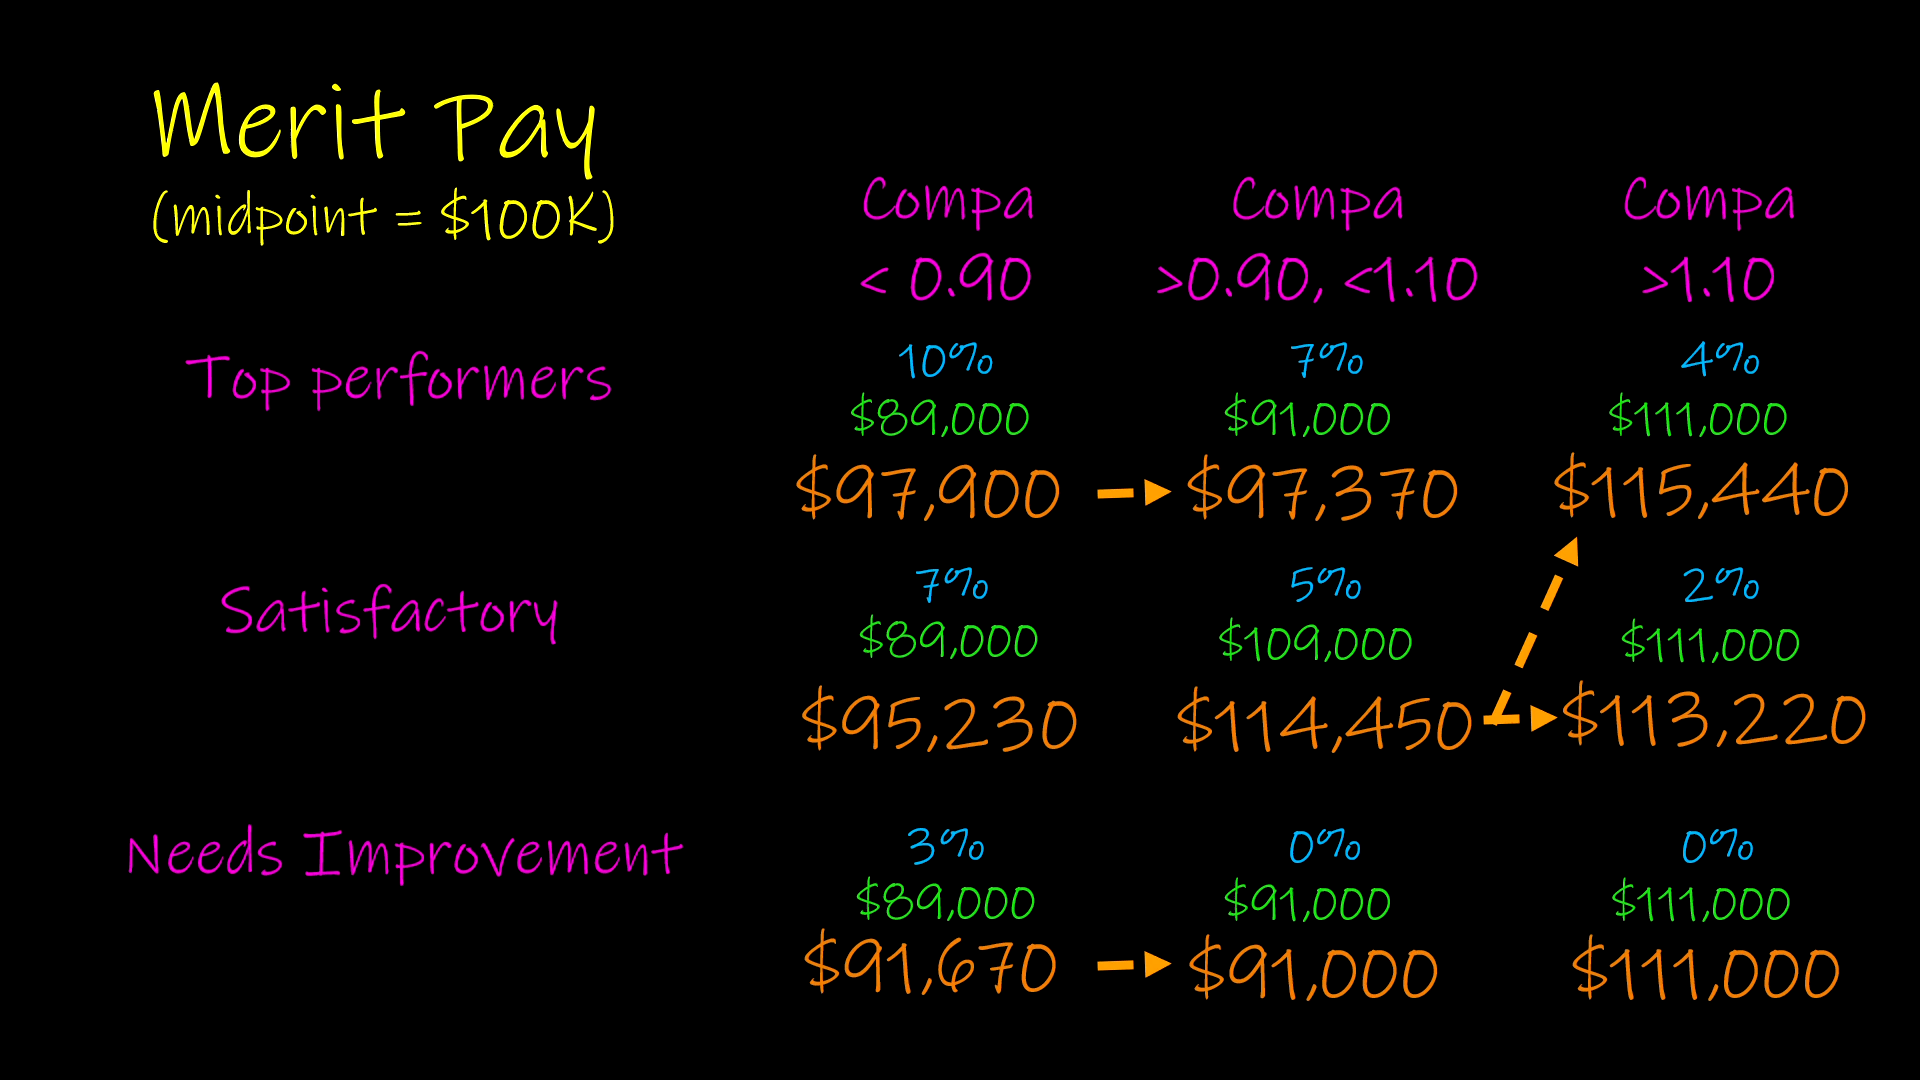 Merit Pay
(midpoint = $100K)
Compa Compa Compa
< 0.90 >0.90, <1.10 >1.10
Top performers
10% 7% 4%
$89,000 $91,000 $111,000
$97,900 $97,370 $115,440
Satisfactory
7% 5% 2%
$89,000 $109,000 $111,000
$95,230 $114,450 $113,220
Needs Improvement
3% 0% 0%
$89,000 $91,000 $111,000
$91,670 $91,000 $111,000